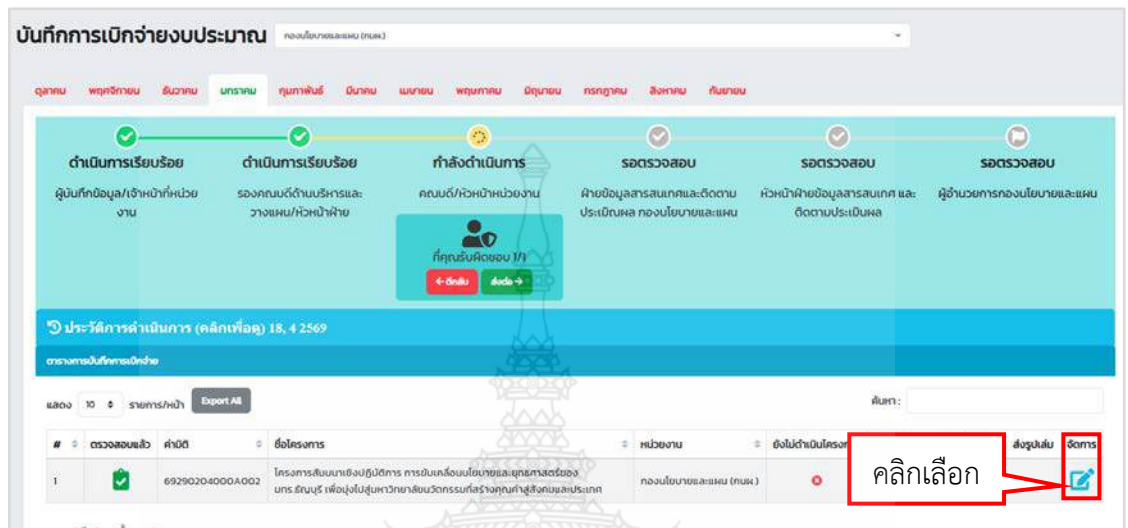 บันทึกการเบิกจ่ายงบประมาณ กองนโยบายและแผน (กนผ.)
ตุลาคม พฤศจิกายน ธันวาคม มกราคม กุมภาพันธ์ มีนาคม เมษายน พฤษภาคม มิถุนายน กรกฎาคม สิงหาคม กันยายน
ดำเนินการเรียบร้อย ดำเนินการเรียบร้อย กำลังดำเนินการ รอตรวจสอบ รอตรวจสอบ รอตรวจสอบ
ผู้บันทึกข้อมูล/เจ้าหน้าที่หน่วย รองคณบดีด้านบริหารและ คณบดี/หัวหน้าหน่วยงาน ฝ่ายข้อมูลสารสนเทศและติดตาม หัวหน้าฝ่ายข้อมูลสารสนเทศ และ ผู้อำนวยการกองนโยบายและแผน
งาน วางแผน/หัวหน้าฝ่าย ประเมิณผล กองนโยบายและแผน ติดตามประเมินผล
ที่คุณรับผิดชอบ 1/1
ตีกลับ ส่งต่อ
ประวัติการดำเนินการ (คลิกเพื่อดู) 18, 4 2569
ตารางการบันทึกการเบิกจ่าย
แสดง 10 รายการ/หน้า Export All ค้นหา :
# ตรวจสอบแล้ว ค่ามิติ ชื่อโครงการ หน่วยงาน ยังไม่ดำเนินโครงก ส่งรูปเล่ม จัดการ
1 69290204000A002 โครงการสัมมนาเชิงปฏิบัติการ การขับเคลื่อนนโยบายและยุทธศาสตร์ของ กองนโยบายและแผน (กนผ.) คลิกเลือก
มทร.ธัญบุรี เพื่อมุ่งไปสู่มหาวิทยาลัยนวัตกรรมที่สร้างคุณค่าสู่สังคมและประเทศ